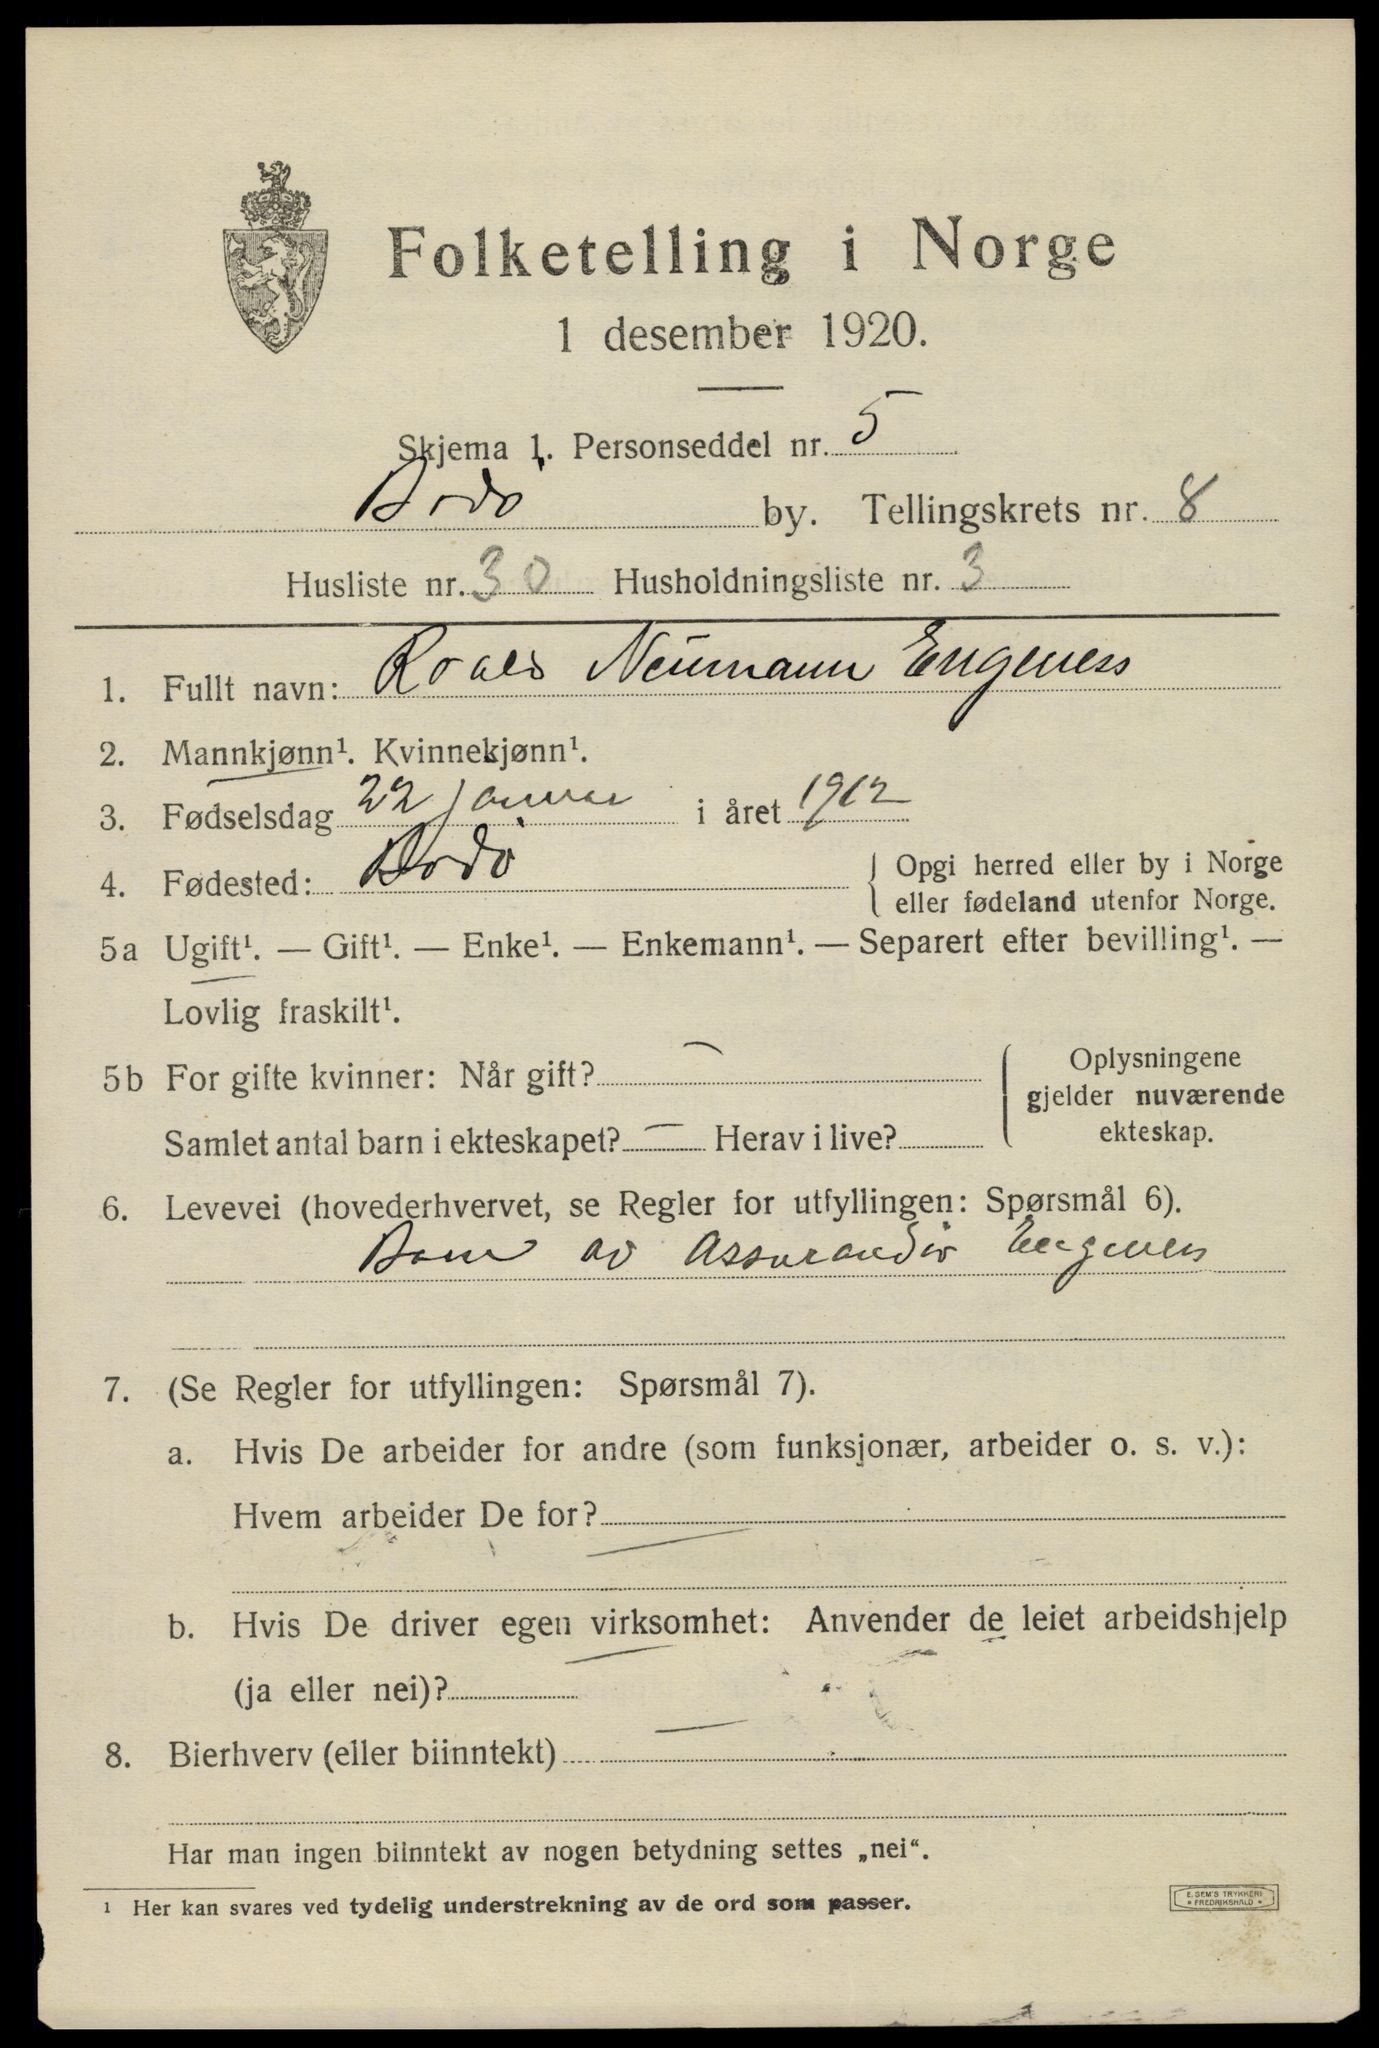 Folketelling i Norge
1 desember 1920.
Skjema 1. Personseddel nr. 5
Bodö by. Tellingskrets nr. 8
Husliste nr. 30 Husholdningsliste nr. 3
1. Fullt navn: Roald Neumann Engeness
2. Mannkjønn¹. Kvinnekjønn¹.
3. Fødselsdag 22 januar i året 1912
4. Fødested: Bodö { Opgi herred eller by i Norge
eller fødeland utenfor Norge.
5a Ugift¹. — Gift¹. — Enke¹. — Enkemann¹. — Separert efter bevilling¹. —
Lovlig fraskilt¹.
5b For gifte kvinner: Når gift? — { Oplysningene
gjelder nuværende
ekteskap.
Samlet antal barn i ekteskapet? — Herav i live?
6. Levevei (hovederhvervet, se Regler for utfyllingen: Spørsmål 6).
Barn av Assurandör Engeness
7. (Se Regler for utfyllingen: Spørsmål 7).
a. Hvis De arbeider for andre (som funksjonær, arbeider o. s. v.):
Hvem arbeider De for? —
b. Hvis De driver egen virksomhet: Anvender de leiet arbeidshjelp
(ja eller nei)? —
8. Bierhverv (eller biinntekt) —
Har man ingen biinntekt av nogen betydning settes „nei“.
¹ Her kan svares ved tydelig understrekning av de ord som passer.
E. SEM'S TRYKKERI
• FREDRIKSHALD •